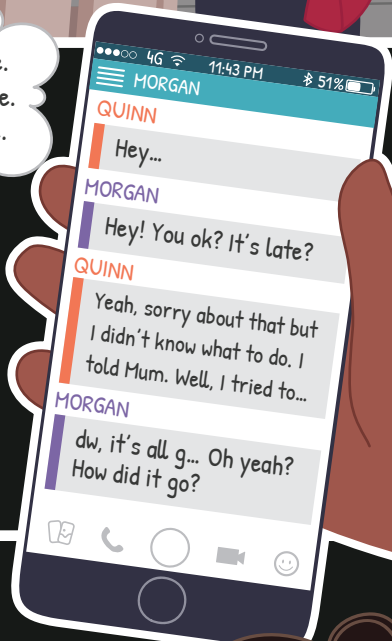 e.
e.
.
4G 11:43 PM 51%
MORGAN
QUINN
Hey...
MORGAN
Hey! You ok? It's late?
QUINN
Yeah, sorry about that but
I didn't know what to do. I
told Mum. Well, I tried to...
MORGAN
dw, it's all g... Oh yeah?
How did it go?